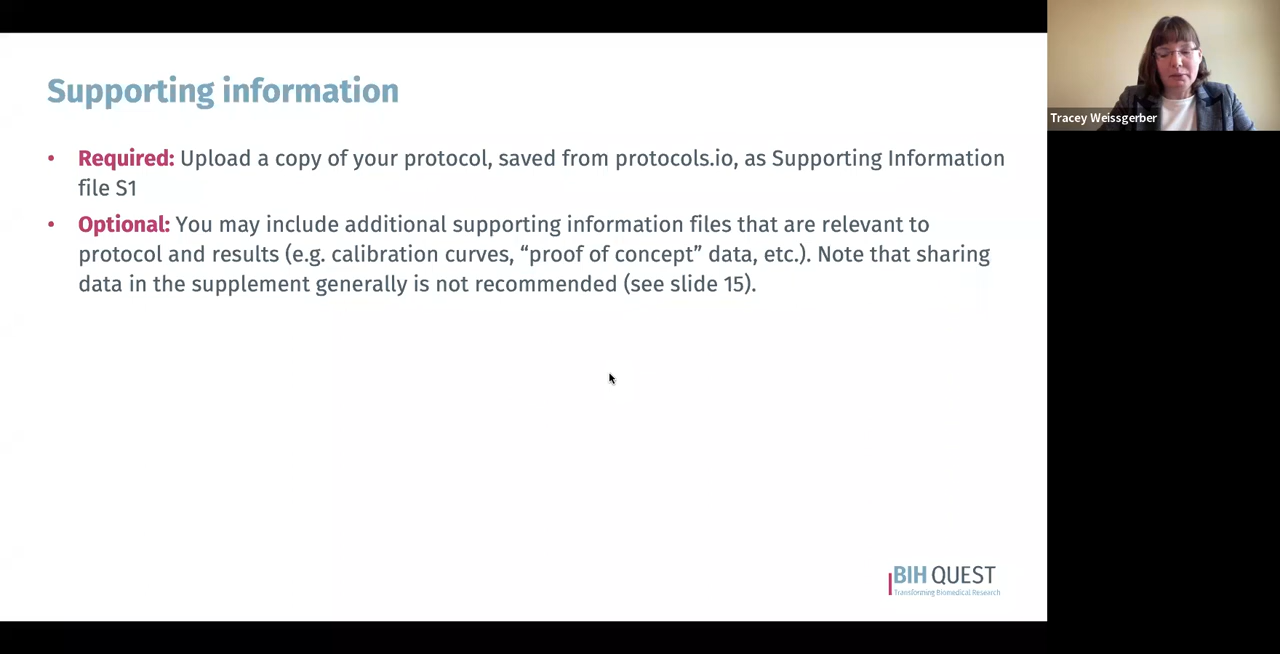 Supporting information
• Required: Upload a copy of your protocol, saved from protocols.io, as Supporting Information
file S1
• Optional: You may include additional supporting information files that are relevant to
protocol and results (e.g. calibration curves, “proof of concept” data, etc.). Note that sharing
data in the supplement generally is not recommended (see slide 15).
BIH QUEST
Transforming Biomedical Research
Tracey Weissgerber